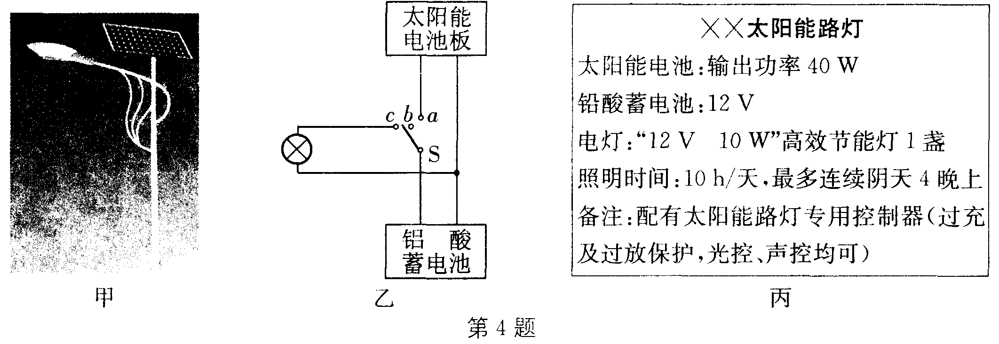 太阳能
电池板
c b a
S
铝 酸
蓄电池
××太阳能路灯
太阳能电池:输出功率 40 W
铅酸蓄电池:12 V
电灯:“12 V 10 W”高效节能灯 1 盏
照明时间:10 h/天,最多连续阴天 4 晚上
备注:配有太阳能路灯专用控制器(过充
及过放保护,光控、声控均可)
甲
乙
丙
第 4 题